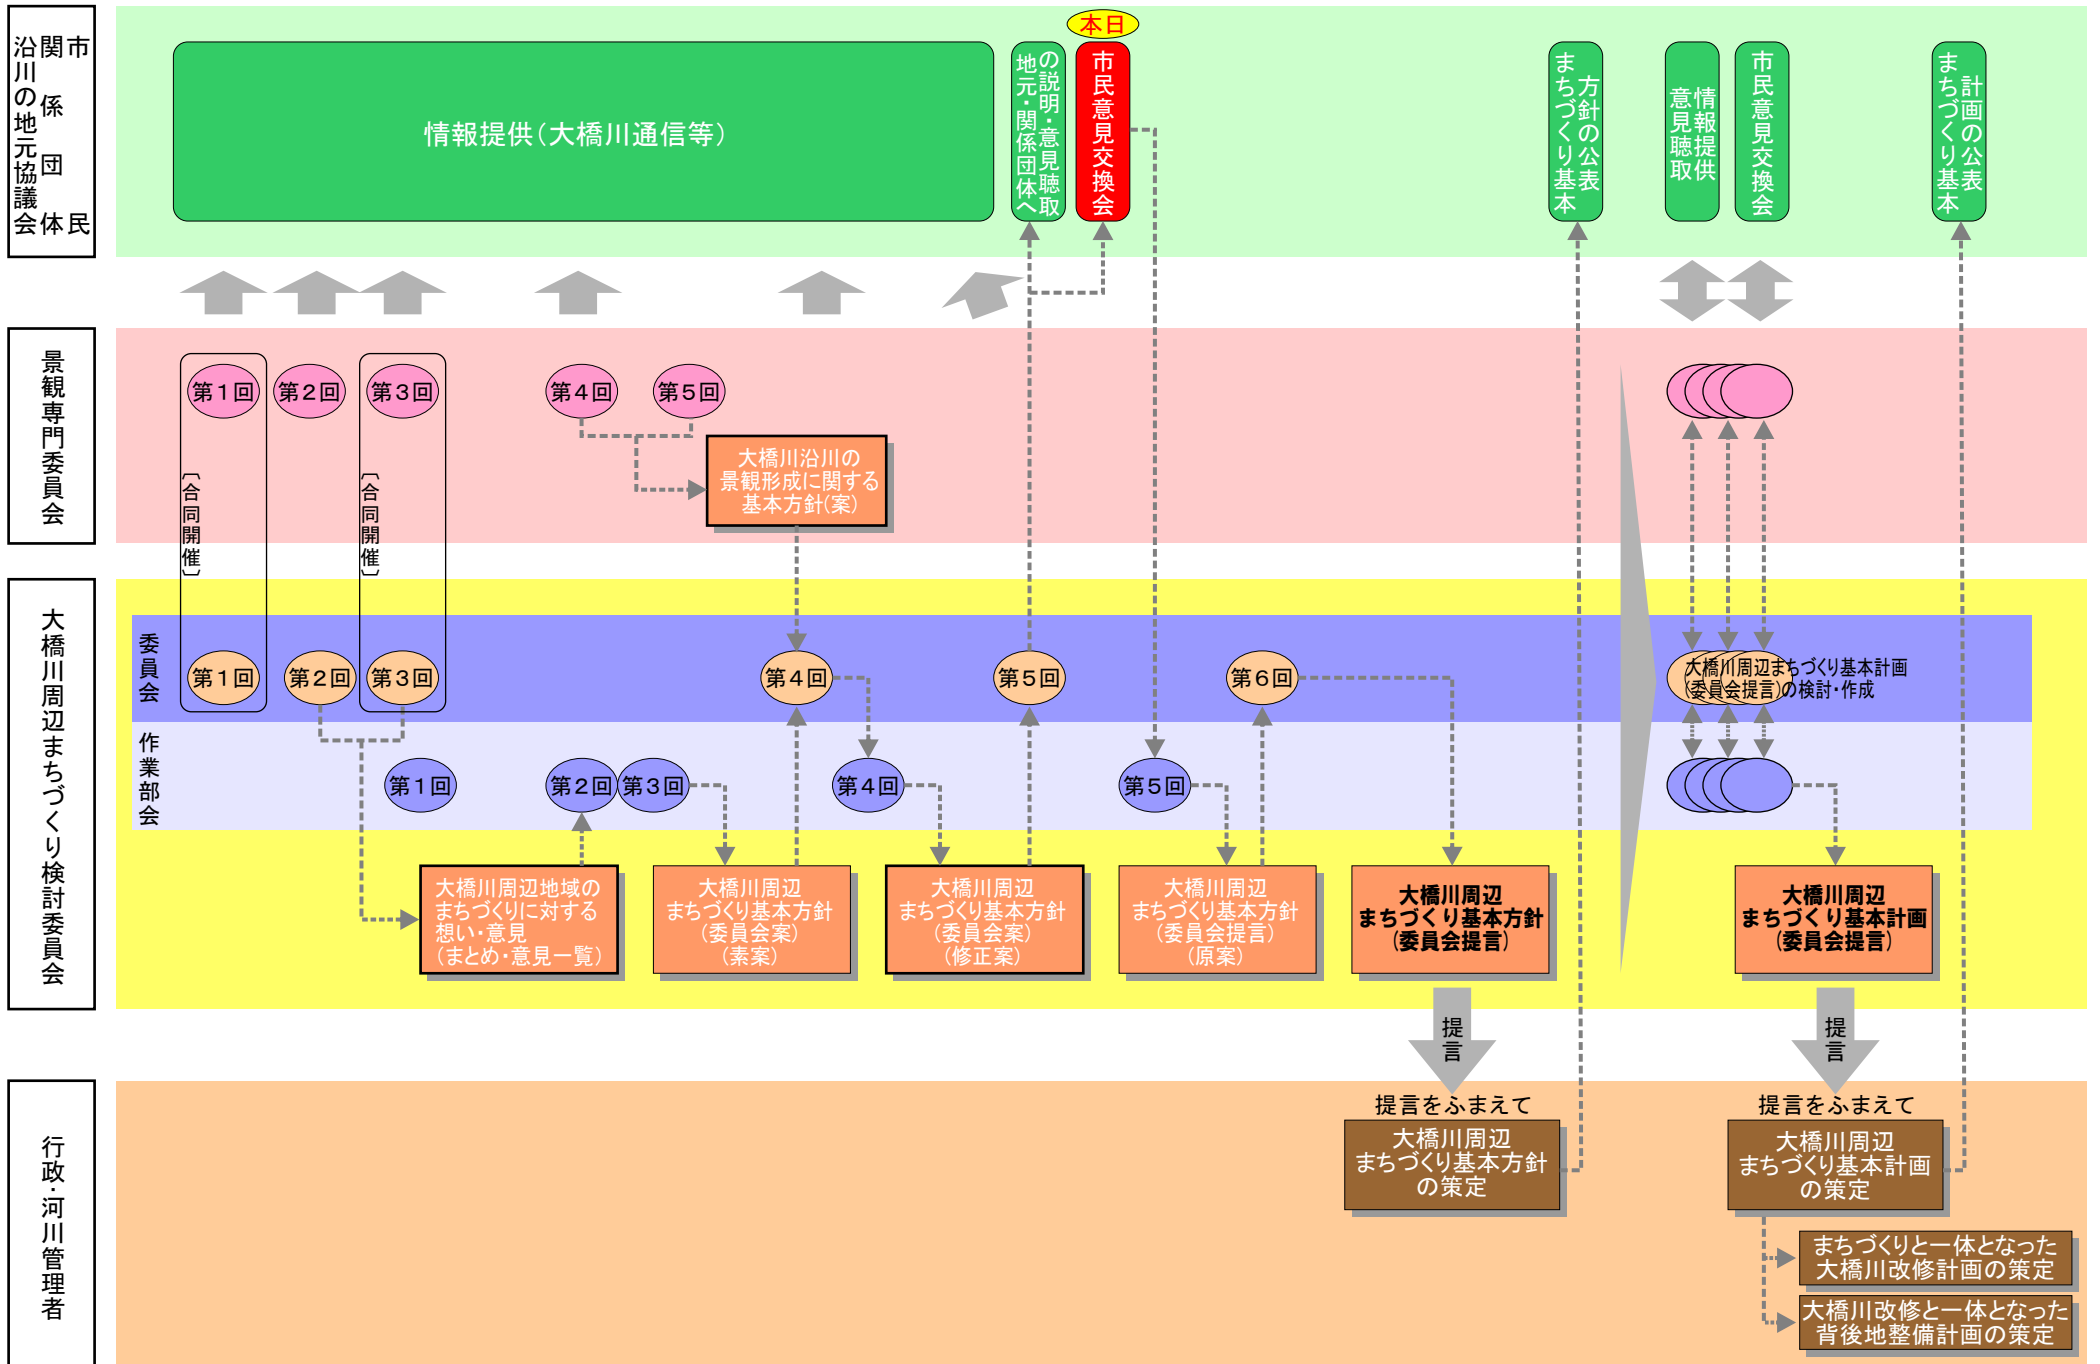 市民
関係団体
沿川の地元協議会
本日
情報提供（大橋川通信等）
地元・関係団体へ
の説明・意見聴取
市民意見交換会
まちづくり基本
方針の公表
情報提供
意見聴取
市民意見交換会
まちづくり基本
計画の公表
景観専門委員会
第1回
第2回
第3回
第4回
第5回
〔合同開催〕
〔合同開催〕
大橋川沿川の
景観形成に関する
基本方針(案)
大橋川周辺まちづくり検討委員会
委員会
第1回
第2回
第3回
第4回
第5回
第6回
大橋川周辺まちづくり基本計画
(委員会提言)の検討・作成
作業部会
第1回
第2回
第3回
第4回
第5回
大橋川周辺地域の
まちづくりに対する
想い・意見
(まとめ・意見一覧)
大橋川周辺
まちづくり基本方針
(委員会案)
(素案)
大橋川周辺
まちづくり基本方針
(委員会案)
(修正案)
大橋川周辺
まちづくり基本方針
(委員会提言)
(原案)
大橋川周辺
まちづくり基本方針
(委員会提言)
大橋川周辺
まちづくり基本計画
(委員会提言)
提言
提言
行政・河川管理者
提言をふまえて
大橋川周辺
まちづくり基本方針
の策定
提言をふまえて
大橋川周辺
まちづくり基本計画
の策定
まちづくりと一体となった
大橋川改修計画の策定
大橋川改修と一体となった
背後地整備計画の策定